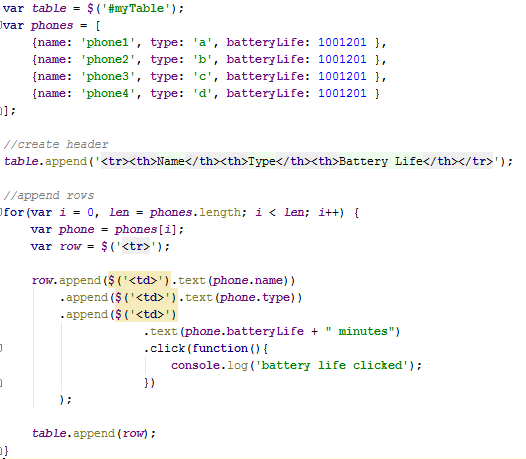 var table = $('#myTable');
var phones = [
    {name: 'phone1', type: 'a', batteryLife: 1001201 },
    {name: 'phone2', type: 'b', batteryLife: 1001201 },
    {name: 'phone3', type: 'c', batteryLife: 1001201 },
    {name: 'phone4', type: 'd', batteryLife: 1001201 }
];

//create header
table.append('<tr><th>Name</th><th>Type</th><th>Battery Life</th></tr>');

//append rows
for(var i = 0, len = phones.length; i < len; i++) {
    var phone = phones[i];
    var row = $('<tr>');

    row.append($('<td>').text(phone.name))
        .append($('<td>').text(phone.type))
        .append($('<td>')
                    .text(phone.batteryLife + " minutes")
                    .click(function(){
                        console.log('battery life clicked');
                    })
        );

    table.append(row);
}